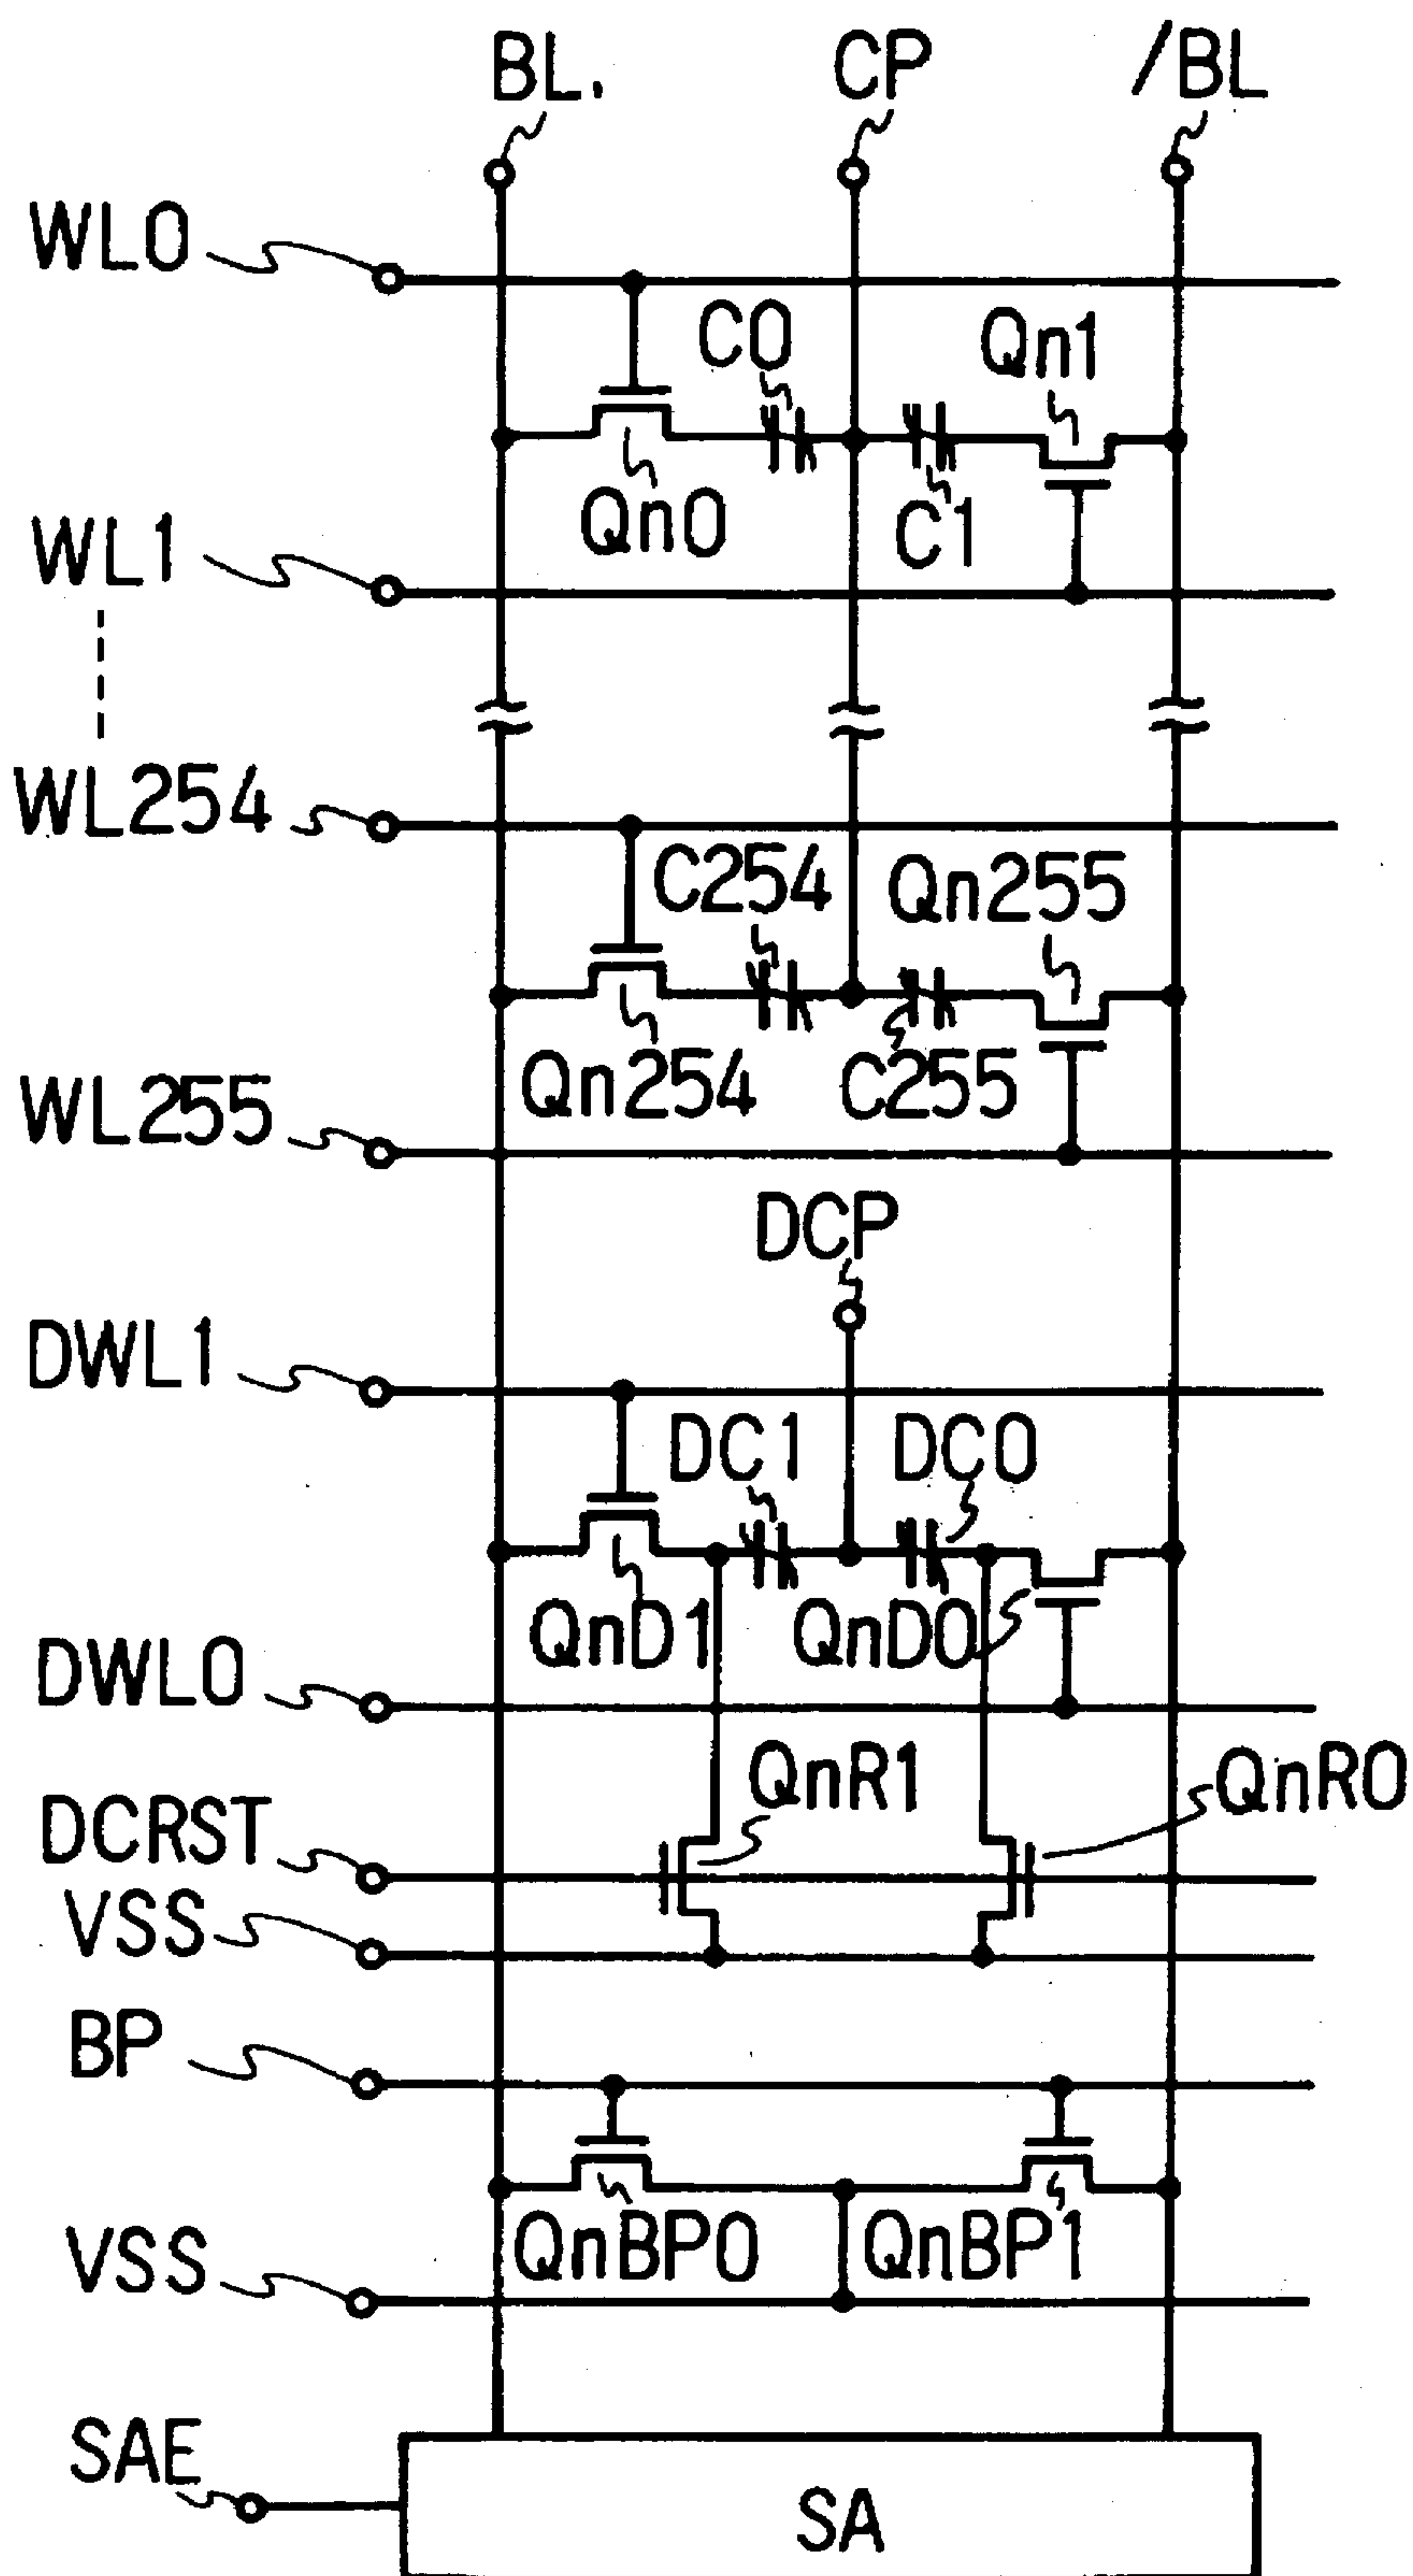 BL.
CP
/BL
WL0
C0
Qn1
Qn0
C1
WL1
WL254
C254
Qn255
Qn254
C255
WL255
DCP
DWL1
DC1
DC0
QnD1
QnD0
DWL0
QnR1
QnR0
DCRST
VSS
BP
QnBP0
QnBP1
VSS
SAE
SA